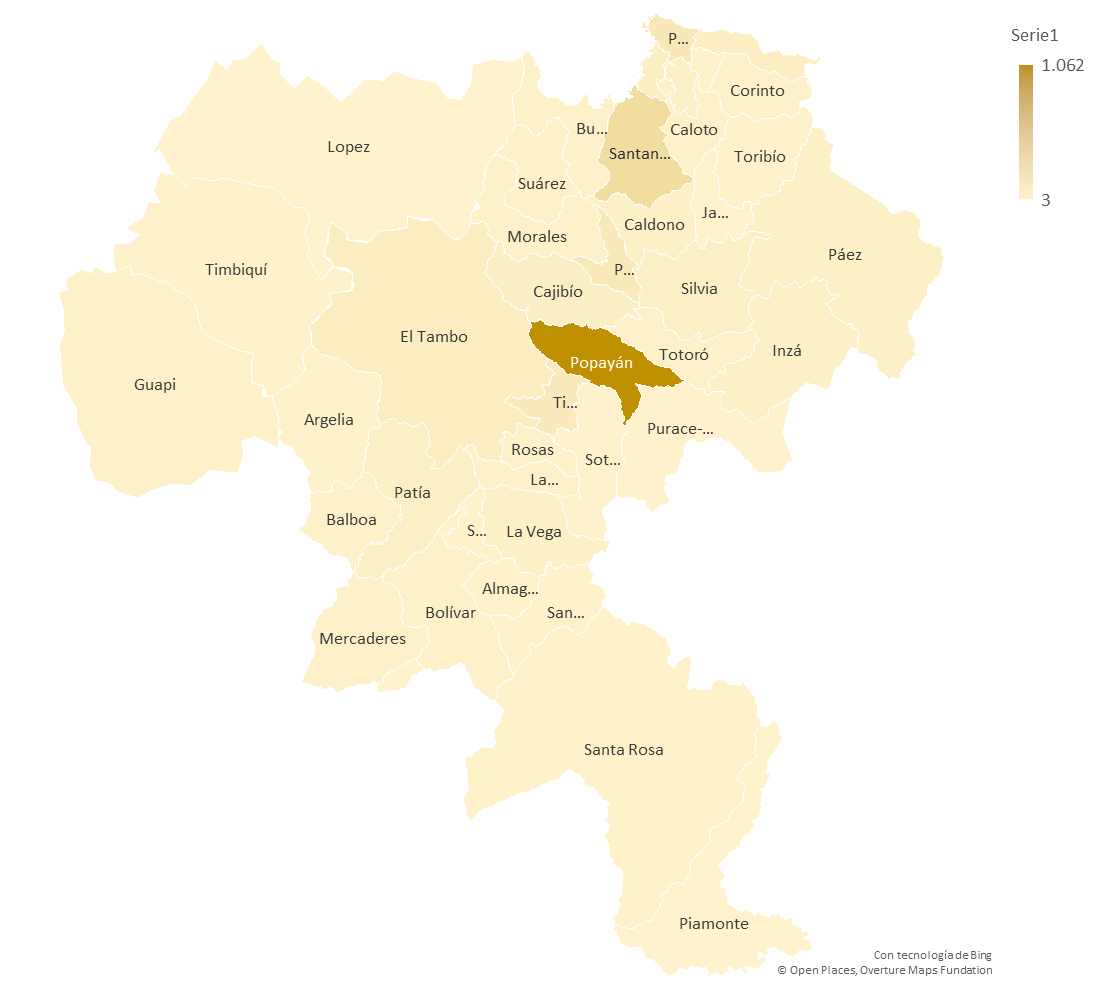 Serie1
1.062
3
P...
Corinto
Bu...
Caloto
Lopez
Santan...
Toribío
Suárez
Ja...
Caldono
Morales
Páez
Timbiquí
P...
Silvia
Cajibío
El Tambo
Inzá
Totoró
Popayán
Guapi
Ti...
Argelia
Purace-...
Rosas
Sot...
La...
Patía
Balboa
S...
La Vega
Almag...
Bolívar
San...
Mercaderes
Santa Rosa
Piamonte
Con tecnología de Bing
© Open Places, Overture Maps Fundation